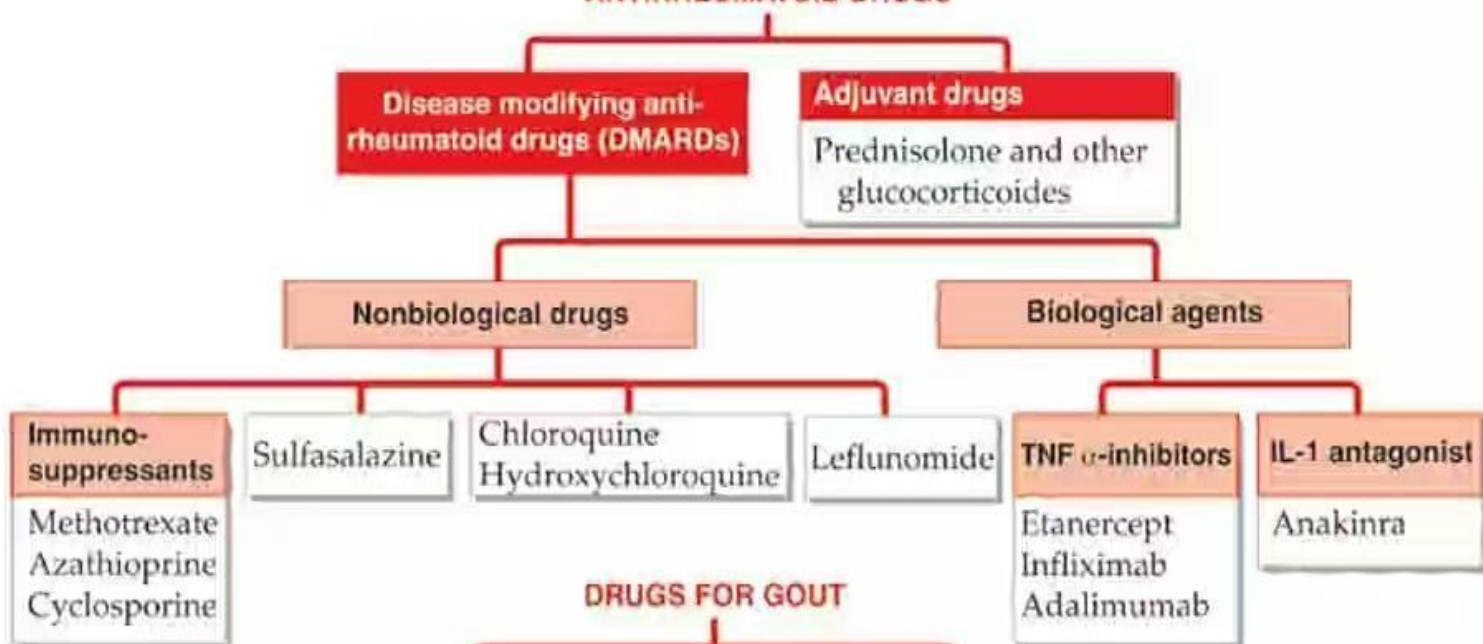 Disease modifying anti-
rheumatoid drugs (DMARDs)
Adjuvant drugs
Prednisolone and other
glucocorticoides
Nonbiological drugs
Biological agents
Immuno-
suppressants
Methotrexate
Azathioprine
Cyclosporine
Sulfasalazine
Chloroquine
Hydroxychloroquine
Leflunomide
TNF α-inhibitors
Etanercept
Infliximab
Adalimumab
IL-1 antagonist
Anakinra
DRUGS FOR GOUT